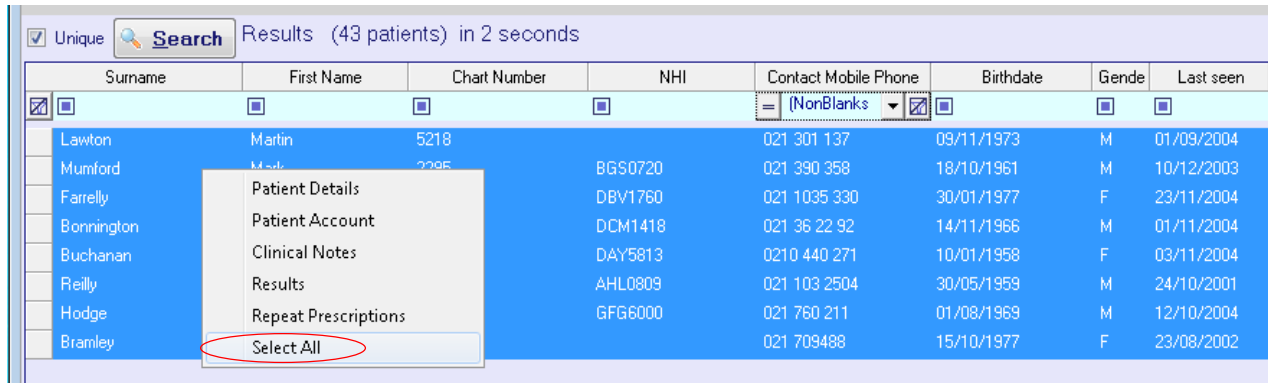 Unique Search Results (43 patients) in 2 seconds
Surname First Name Chart Number NHI Contact Mobile Phone Birthdate Gende Last seen
= (NonBlanks
Lawton Martin 5218 021 301 137 09/11/1973 M 01/09/2004
Mumford Mark 2295 BGS0720 021 390 358 18/10/1961 M 10/12/2003
Patient Details
Farrelly DBV1760 021 1035 330 30/01/1977 F 23/11/2004
Patient Account
Bonnington DCM1418 021 36 22 92 14/11/1966 M 01/11/2004
Clinical Notes
Buchanan DAY5813 0210 440 271 10/01/1958 F 03/11/2004
Results
Reilly AHL0809 021 103 2504 30/05/1959 M 24/10/2001
Repeat Prescriptions
Hodge GFG6000 021 760 211 01/08/1969 M 12/10/2004
Select All
Bramley 021 709488 15/10/1977 F 23/08/2002